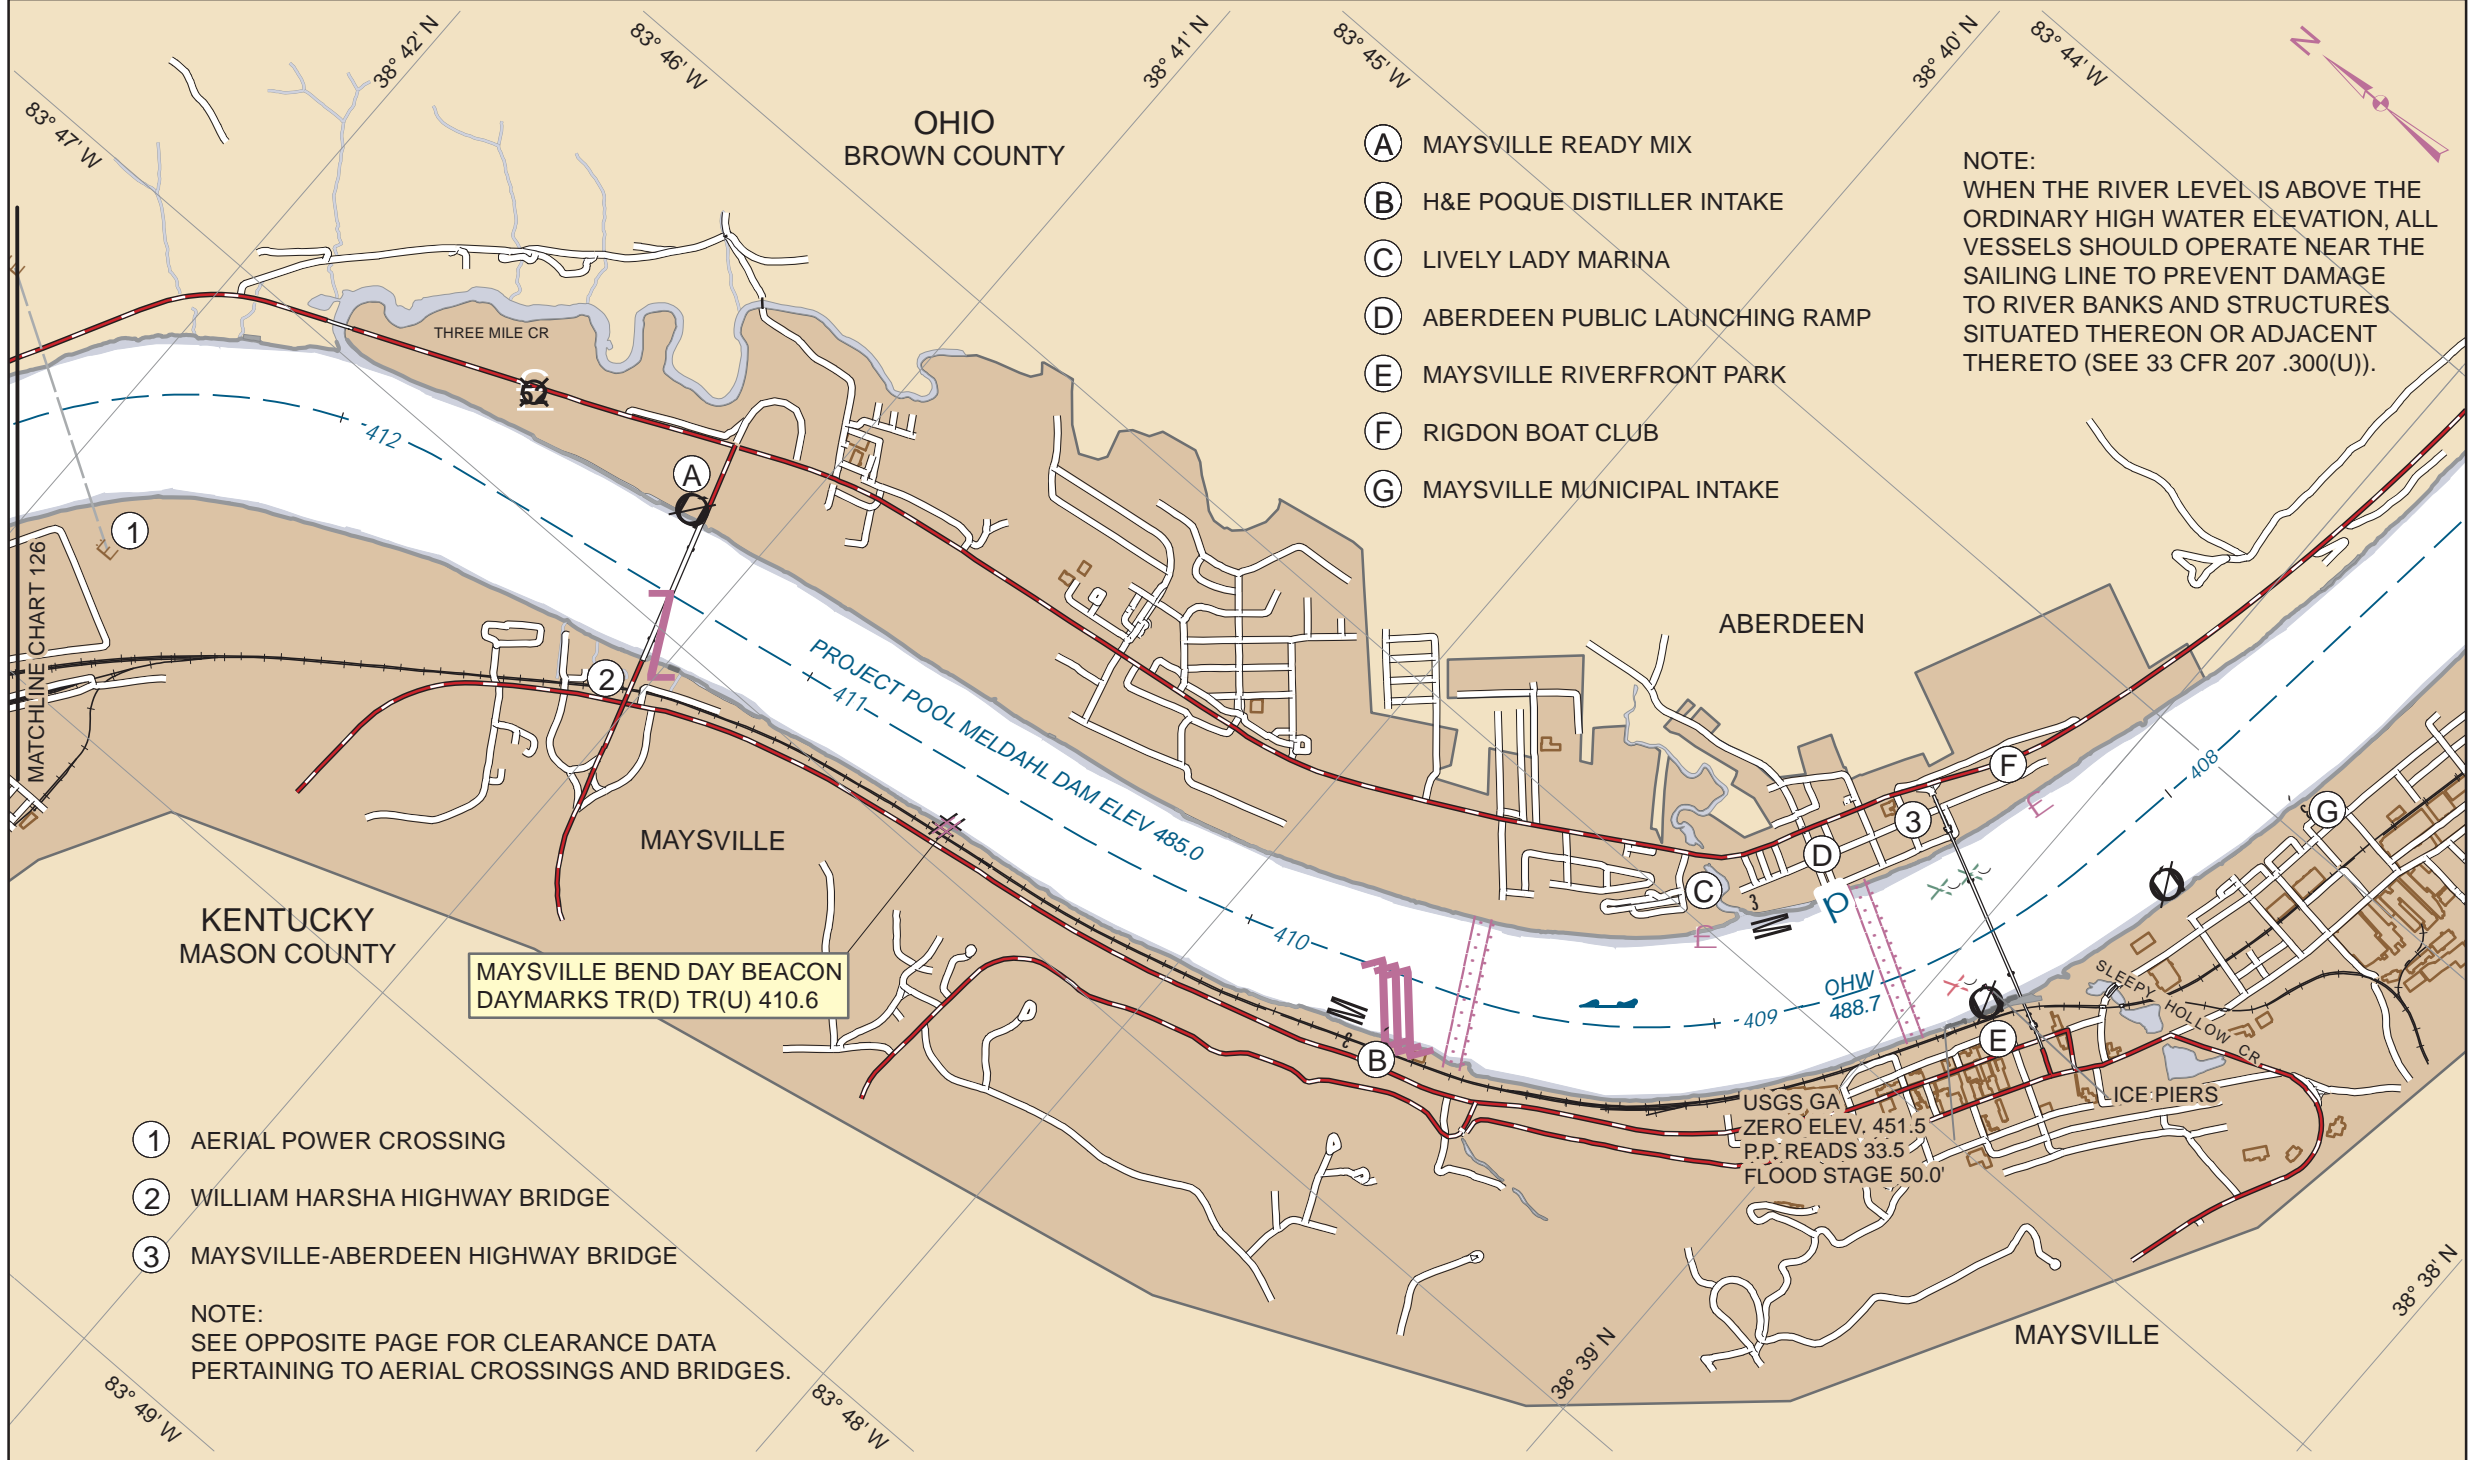 83° 47' W
38° 42' N
83° 46' W
38° 41' N
83° 45' W
38° 40' N
83° 44' W
N
OHIO
BROWN COUNTY
A MAYSVILLE READY MIX
B H&E POQUE DISTILLER INTAKE
C LIVELY LADY MARINA
D ABERDEEN PUBLIC LAUNCHING RAMP
E MAYSVILLE RIVERFRONT PARK
F RIGDON BOAT CLUB
G MAYSVILLE MUNICIPAL INTAKE
NOTE:
WHEN THE RIVER LEVEL IS ABOVE THE
ORDINARY HIGH WATER ELEVATION, ALL
VESSELS SHOULD OPERATE NEAR THE
SAILING LINE TO PREVENT DAMAGE
TO RIVER BANKS AND STRUCTURES
SITUATED THEREON OR ADJACENT
THERETO (SEE 33 CFR 207 .300(U)).
THREE MILE CR
52
412
A
1
MATCHLINE CHART 126
2
PROJECT POOL MELDAHL DAM ELEV 485.0
411
ABERDEEN
F
408
3
G
D
C
p
MAYSVILLE
410
OHW
488.7
409
KENTUCKY
MASON COUNTY
MAYSVILLE BEND DAY BEACON
DAYMARKS TR(D) TR(U) 410.6
B
E
SLEEPY HOLLOW CR
ICE PIERS
USGS GA
ZERO ELEV. 451.5
P.P. READS 33.5
FLOOD STAGE 50.0'
1 AERIAL POWER CROSSING
2 WILLIAM HARSHA HIGHWAY BRIDGE
3 MAYSVILLE-ABERDEEN HIGHWAY BRIDGE
NOTE:
SEE OPPOSITE PAGE FOR CLEARANCE DATA
PERTAINING TO AERIAL CROSSINGS AND BRIDGES.
MAYSVILLE
83° 49' W
83° 48' W
38° 39' N
38° 38' N